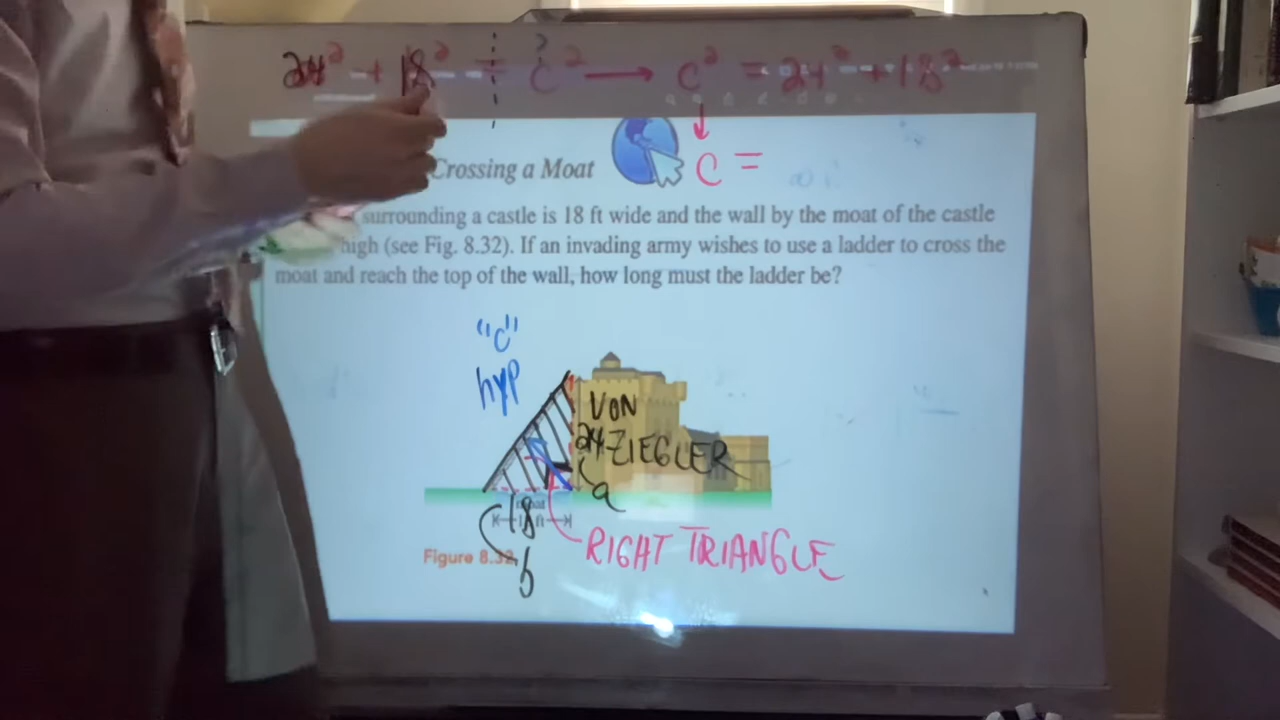 24² + 18² = c² → c² = 24² + 18²
c =
Crossing a Moat
surrounding a castle is 18 ft wide and the wall by the moat of the castle
high (see Fig. 8.32). If an invading army wishes to use a ladder to cross the
moat and reach the top of the wall, how long must the ladder be?
"c"
hyp
VON
24 ZIEGLER
a
18
ft
Figure 8.32
b
RIGHT TRIANGLE